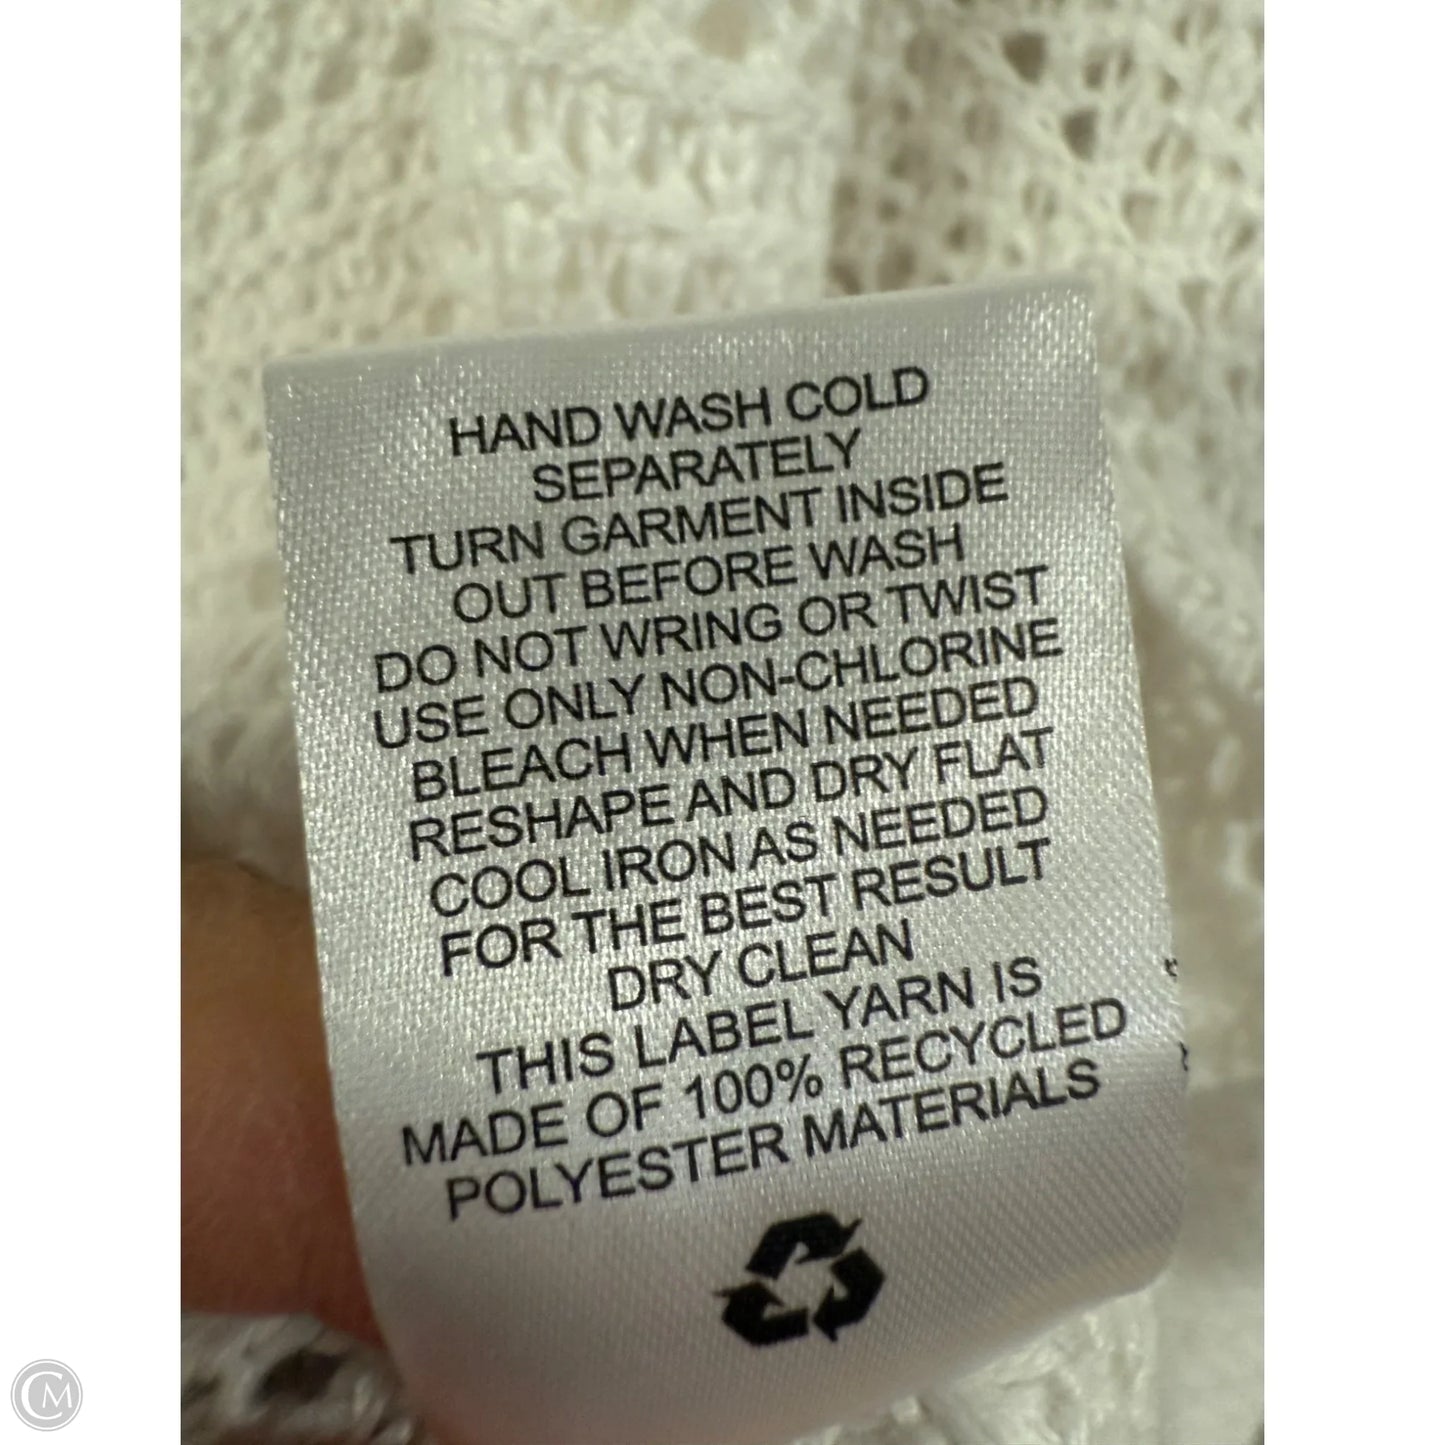 HAND WASH COLD
SEPARATELY
TURN GARMENT INSIDE
OUT BEFORE WASH
DO NOT WRING OR TWIST
USE ONLY NON-CHLORINE
BLEACH WHEN NEEDED
RESHAPE AND DRY FLAT
COOL IRON AS NEEDED
FOR THE BEST RESULT
DRY CLEAN
THIS LABEL YARN IS
MADE OF 100% RECYCLED
POLYESTER MATERIALS
CM